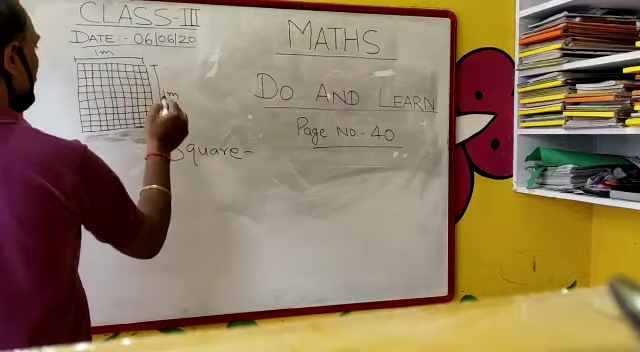 CLASS-III
DATE:- 06/06/20
MATHS
1m
1m
DO AND LEARN
Page No.- 40
Square-